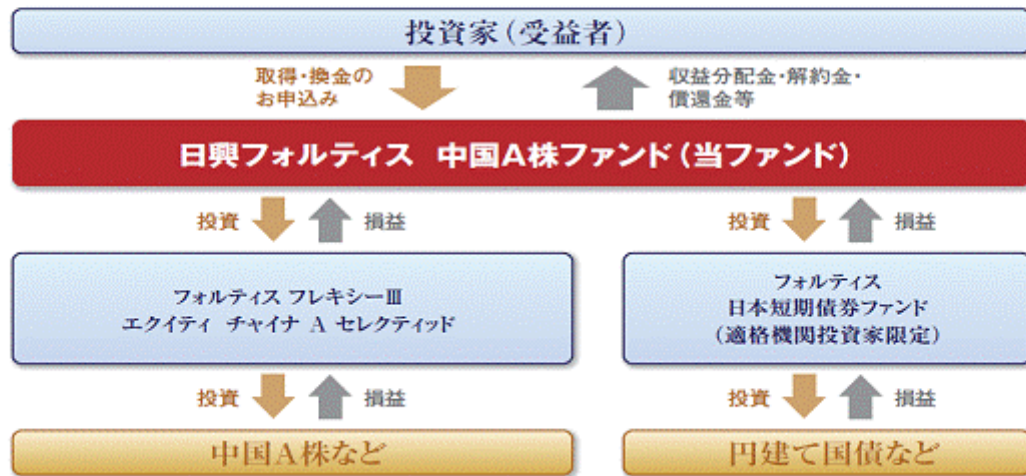 投資家(受益者)
取得・換金の
お申込み
収益分配金・解約金・
償還金等
日興フォルティス 中国A株ファンド(当ファンド)
投資 損益
投資 損益
フォルティス フレキシーⅢ
エクイティ チャイナ A セレクティッド
フォルティス
日本短期債券ファンド
(適格機関投資家限定)
投資 損益
投資 損益
中国A株など
円建て国債など